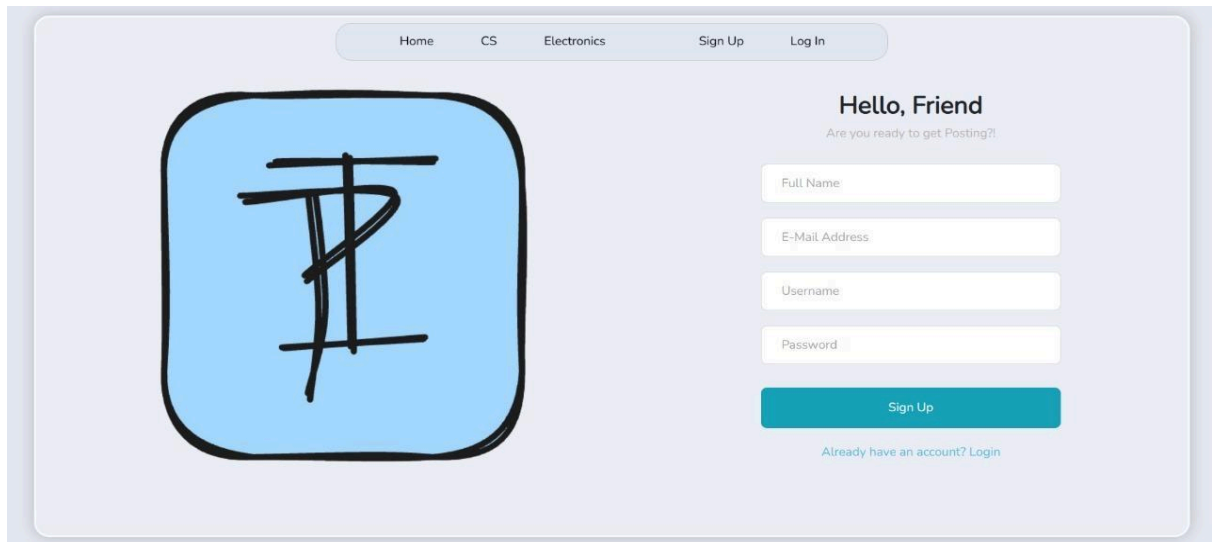 Home CS Electronics Sign Up Log In
Hello, Friend
Are you ready to get Posting?!
Full Name
E-Mail Address
Username
Password
Sign Up
Already have an account? Login